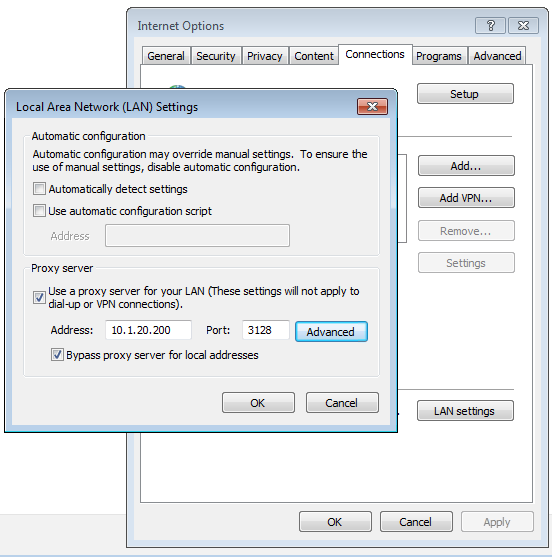 Internet Options
General Security Privacy Content Connections Programs Advanced
Setup
Local Area Network (LAN) Settings
Automatic configuration
Automatic configuration may override manual settings. To ensure the
use of manual settings, disable automatic configuration.
Automatically detect settings
Use automatic configuration script
Address
Proxy server
Use a proxy server for your LAN (These settings will not apply to
dial-up or VPN connections).
Address: 10.1.20.200 Port: 3128 Advanced
Bypass proxy server for local addresses
OK Cancel
Add...
Add VPN...
Remove...
Settings
LAN settings
OK Cancel Apply